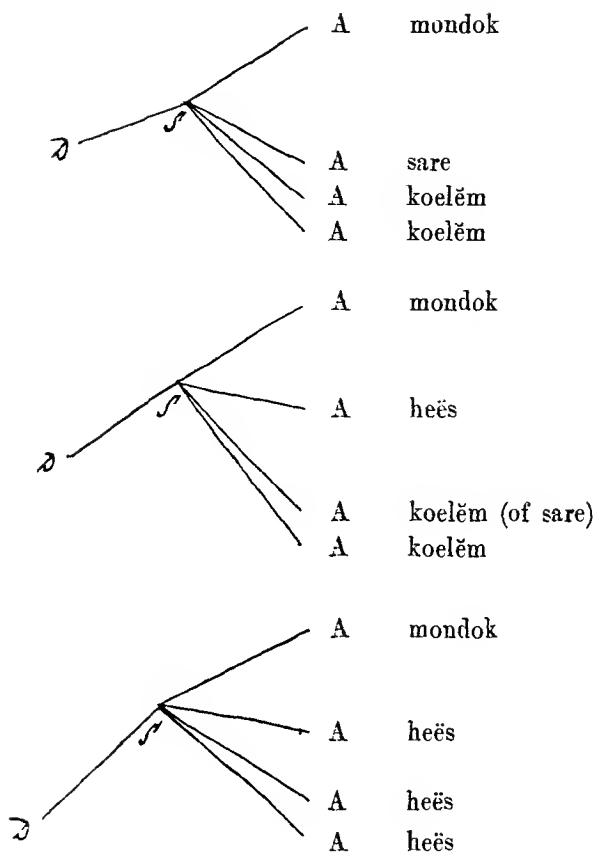 A mondok
S
D
A sare
A koelĕm
A koelĕm
A mondok
S
A heës
D
A koelĕm (of sare)
A koelĕm
A mondok
A heës
S
A heës
D
A heës